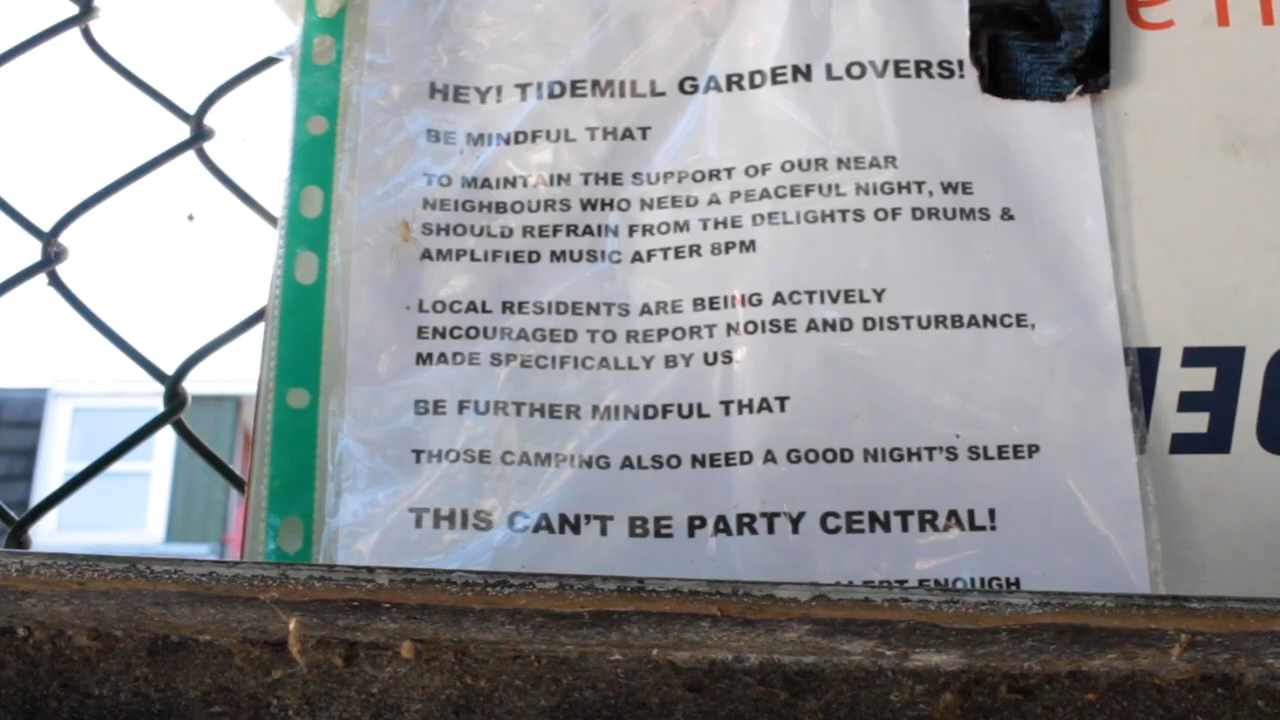 HEY! TIDEMILL GARDEN LOVERS!
BE MINDFUL THAT
TO MAINTAIN THE SUPPORT OF OUR NEAR
NEIGHBOURS WHO NEED A PEACEFUL NIGHT, WE
SHOULD REFRAIN FROM THE DELIGHTS OF DRUMS &
AMPLIFIED MUSIC AFTER 8PM
· LOCAL RESIDENTS ARE BEING ACTIVELY
ENCOURAGED TO REPORT NOISE AND DISTURBANCE,
MADE SPECIFICALLY BY US.
BE FURTHER MINDFUL THAT
THOSE CAMPING ALSO NEED A GOOD NIGHT'S SLEEP
THIS CAN'T BE PARTY CENTRAL!
ALERT ENOUGH